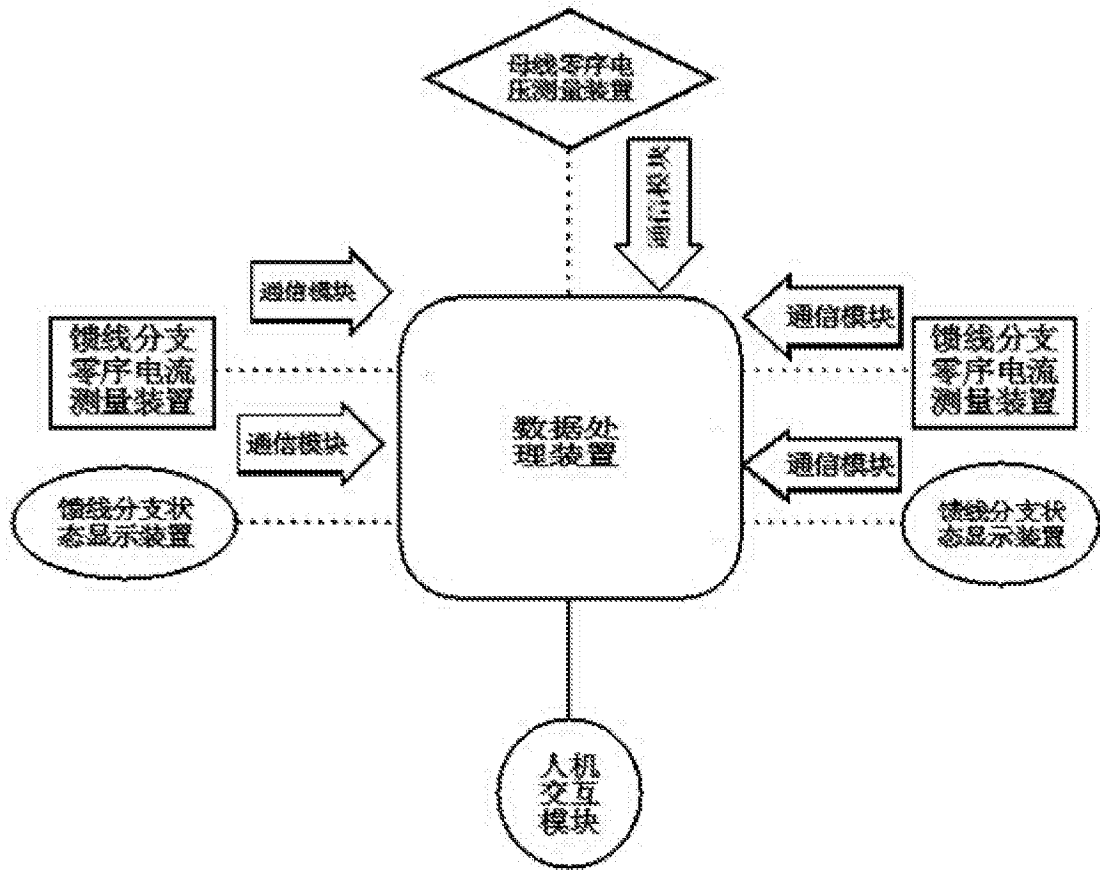 母线零序电
压测量装置
通信模块
通信模块
通信模块
馈线分支
零序电流
测量装置
馈线分支
零序电流
测量装置
通信模块
数据处
理装置
通信模块
馈线分支状
态显示装置
馈线分支状
态显示装置
人机
交互
模块